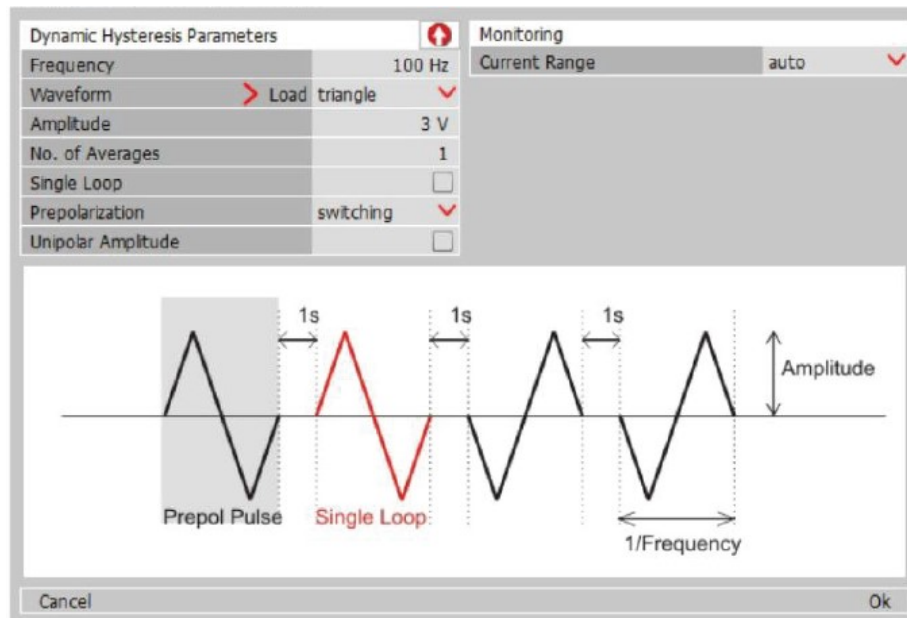 Dynamic Hysteresis Parameters
Frequency 100 Hz
Waveform Load triangle
Amplitude 3 V
No. of Averages 1
Single Loop
Prepolarization switching
Unipolar Amplitude
Monitoring
Current Range auto
1s 1s 1s
Amplitude
Prepol Pulse Single Loop
1/Frequency
Cancel Ok